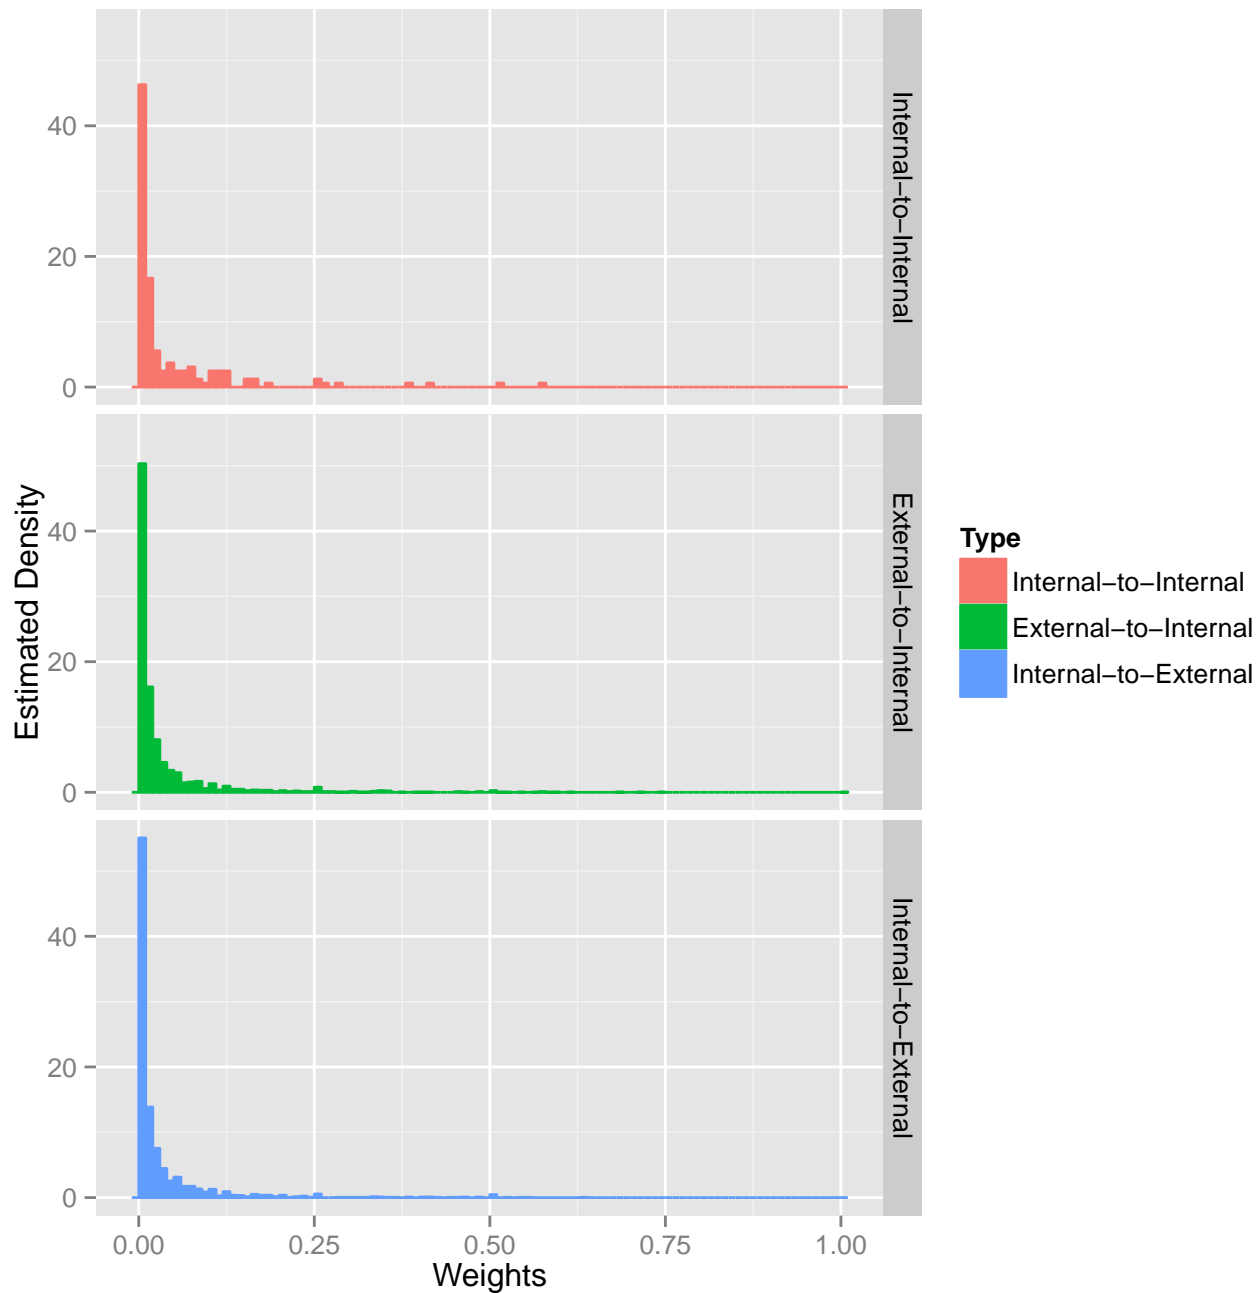 40
20
0
Internal−to−Internal
40
20
0
External−to−Internal
40
20
0
Internal−to−External
0.00 0.25 0.50 0.75 1.00
Weights
Estimated Density
Type
Internal−to−Internal
External−to−Internal
Internal−to−External